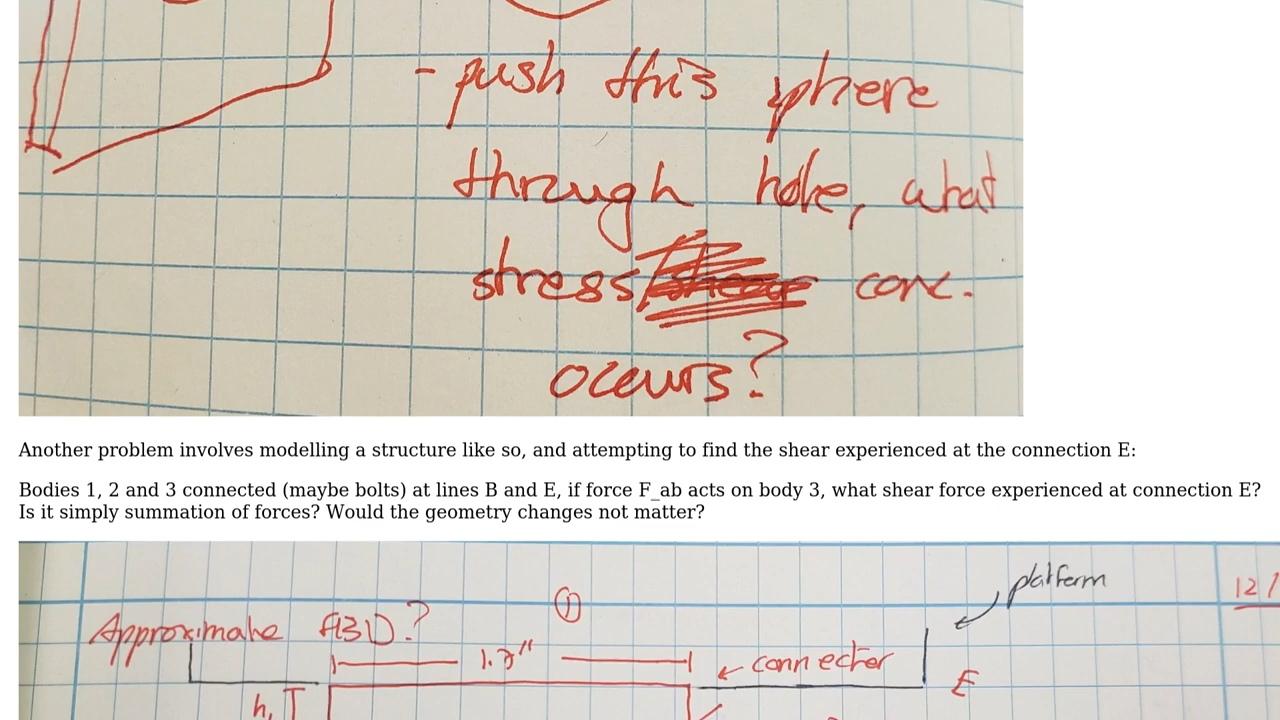 - push this sphere
through hole, what
stress conc.
occurs?
Another problem involves modelling a structure like so, and attempting to find the shear experienced at the connection E:
Bodies 1, 2 and 3 connected (maybe bolts) at lines B and E, if force F_ab acts on body 3, what shear force experienced at connection E?
Is it simply summation of forces? Would the geometry changes not matter?
platform
1
12/
Approximate FBD?
← connector
E
h,